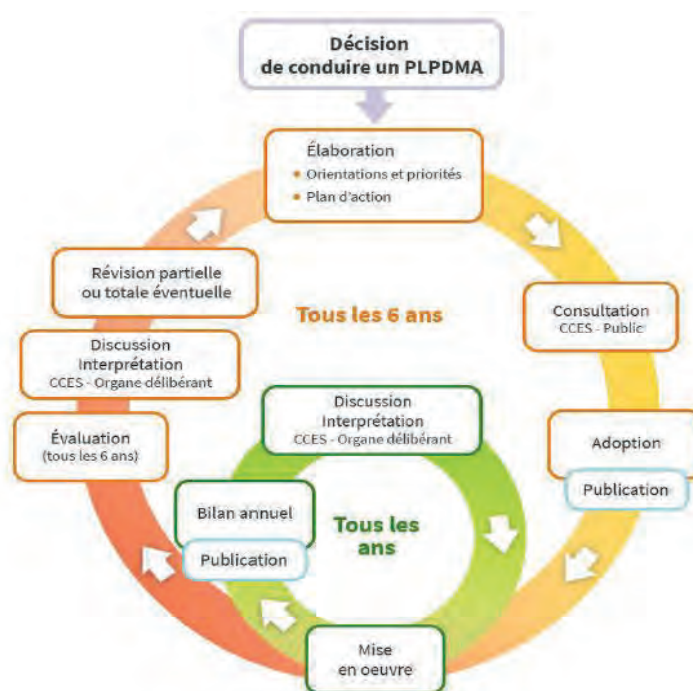 Décision
de conduire un PLPDMA
Élaboration
• Orientations et priorités
• Plan d'action
Consultation
CCES - Public
Adoption
Publication
Mise
en oeuvre
Évaluation
(tous les 6 ans)
Discussion
Interprétation
CCES - Organe délibérant
Révision partielle
ou totale éventuelle
Tous les 6 ans
Discussion
Interprétation
CCES - Organe délibérant
Bilan annuel
Publication
Tous les
ans